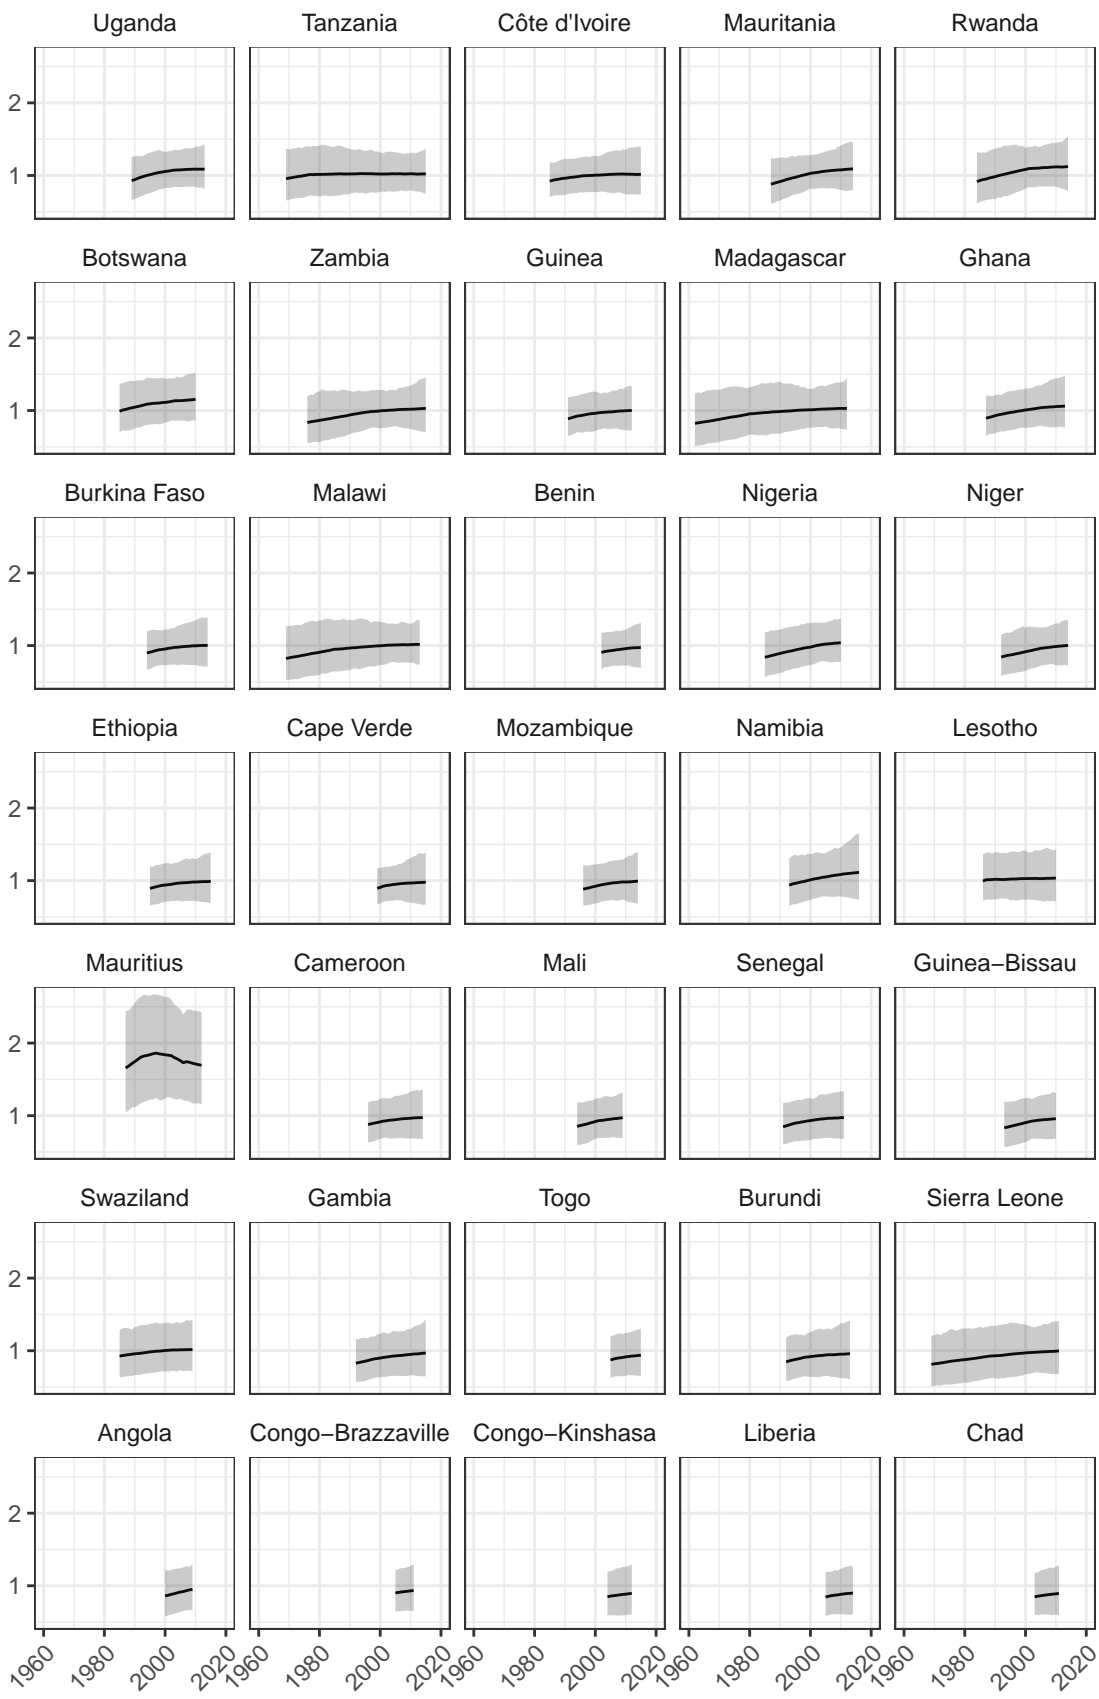 Uganda Tanzania Côte d'Ivoire Mauritania Rwanda
2
1
Botswana Zambia Guinea Madagascar Ghana
2
1
Burkina Faso Malawi Benin Nigeria Niger
2
1
Ethiopia Cape Verde Mozambique Namibia Lesotho
2
1
Mauritius Cameroon Mali Senegal Guinea−Bissau
2
1
Swaziland Gambia Togo Burundi Sierra Leone
2
1
Angola Congo−Brazzaville Congo−Kinshasa Liberia Chad
2
1
1960 1980 2000 2020 1960 1980 2000 2020 1960 1980 2000 2020 1960 1980 2000 2020 1960 1980 2000 2020